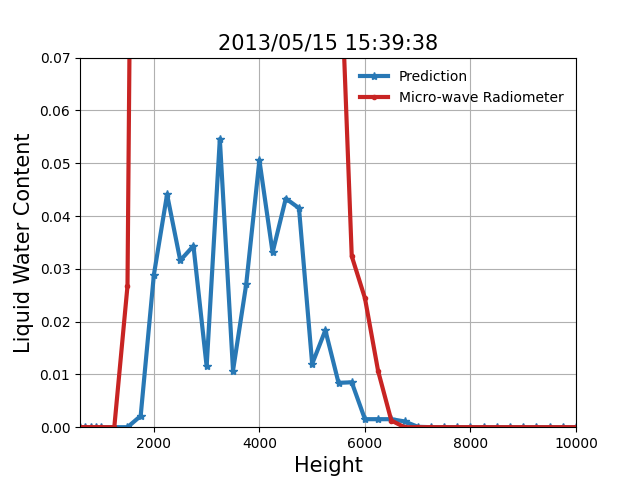 2013/05/15 15:39:38
Prediction
Micro-wave Radiometer
Liquid Water Content
0.07
0.06
0.05
0.04
0.03
0.02
0.01
0.00
2000 4000 6000 8000 10000
Height